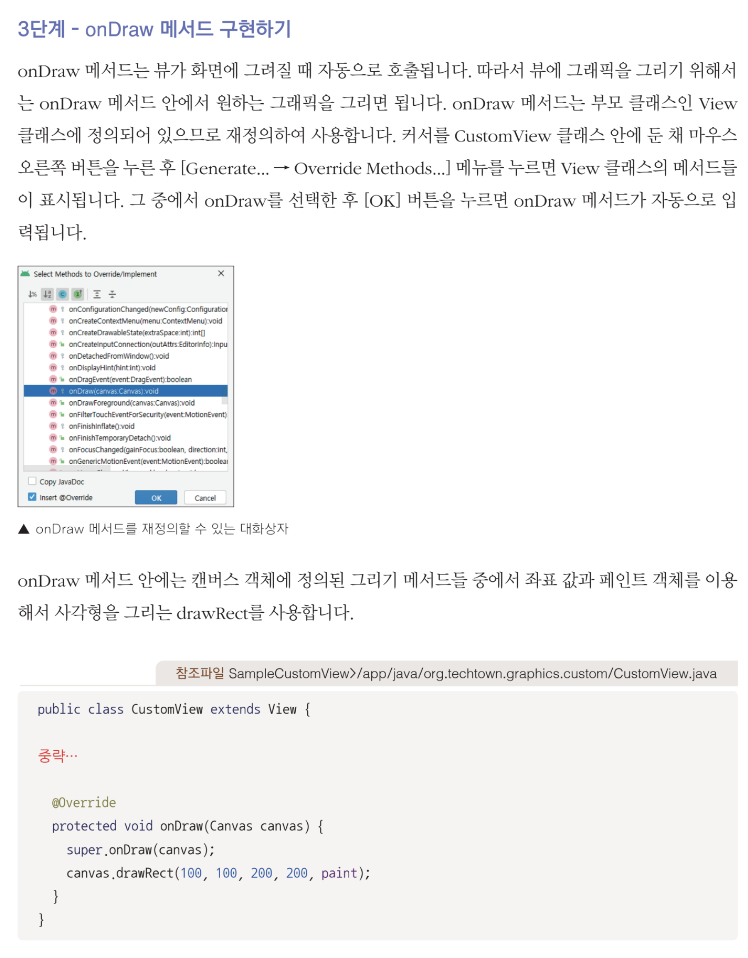 3단계 - onDraw 메서드 구현하기
onDraw 메서드는 뷰가 화면에 그려질 때 자동으로 호출됩니다. 따라서 뷰에 그래픽을 그리기 위해서
는 onDraw 메서드 안에서 원하는 그래픽을 그리면 됩니다. onDraw 메서드는 부모 클래스인 View
클래스에 정의되어 있으므로 재정의하여 사용합니다. 커서를 CustomView 클래스 안에 둔 채 마우스
오른쪽 버튼을 누른 후 [Generate... → Override Methods...] 메뉴를 누르면 View 클래스의 메서드들
이 표시됩니다. 그 중에서 onDraw를 선택한 후 [OK] 버튼을 누르면 onDraw 메서드가 자동으로 입
력됩니다.
Select Methods to Override/Implement
onConfigurationChanged(newConfig:Configuration
onCreateContextMenu(menu:ContextMenu):void
onCreateDrawableState(extraSpace:int):int[]
onCreateInputConnection(outAttrs:EditorInfo):Inpu
onDetachedFromWindow():void
onDisplayHint(hint:int):void
onDragEvent(event:DragEvent):boolean
onDraw(canvas:Canvas):void
onDrawForeground(canvas:Canvas):void
onFilterTouchEventForSecurity(event:MotionEvent)
onFinishInflate():void
onFinishTemporaryDetach():void
onFocusChanged(gainFocus:boolean, direction:int,
onGenericMotionEvent(event:MotionEvent):boolea
Copy JavaDoc
Insert @Override OK Cancel
▲ onDraw 메서드를 재정의할 수 있는 대화상자
onDraw 메서드 안에는 캔버스 객체에 정의된 그리기 메서드들 중에서 좌표 값과 페인트 객체를 이용
해서 사각형을 그리는 drawRect를 사용합니다.
참조파일 SampleCustomView>/app/java/org.techtown.graphics.custom/CustomView.java
public class CustomView extends View {
중략…
@Override
protected void onDraw(Canvas canvas) {
super.onDraw(canvas);
canvas.drawRect(100, 100, 200, 200, paint);
}
}